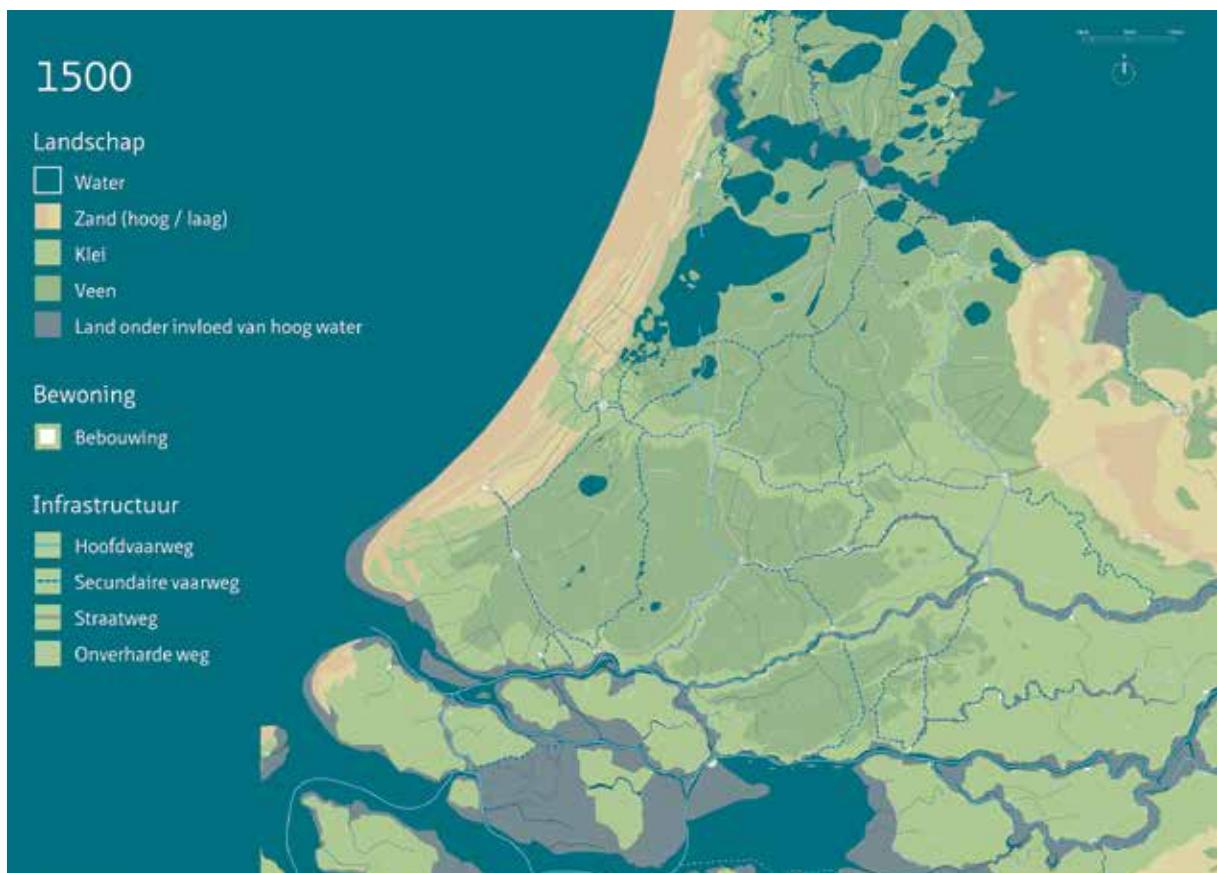 1500
Landschap
Water
Zand (hoog / laag)
Klei
Veen
Land onder invloed van hoog water
Bewoning
Bebouwing
Infrastructuur
Hoofdvaarweg
Secundaire vaarweg
Straatweg
Onverharde weg